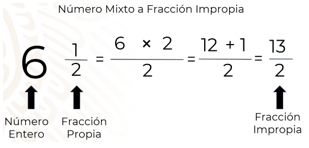 Número Mixto a Fracción Impropia
6 1/2 = 6 × 2 / 2 = 12 + 1 / 2 = 13 / 2
Número Entero
Fracción Propia
Fracción Impropia